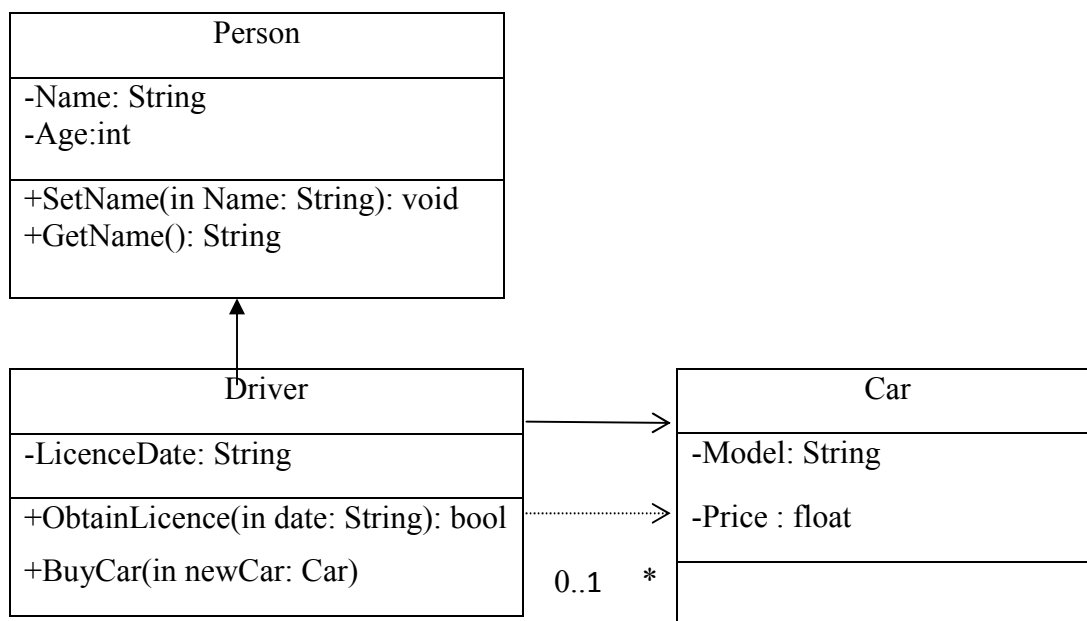 Person
-Name: String
-Age:int
+SetName(in Name: String): void
+GetName(): String
Driver
-LicenceDate: String
+ObtainLicence(in date: String): bool
+BuyCar(in newCar: Car)
Car
-Model: String
-Price : float
0..1 *